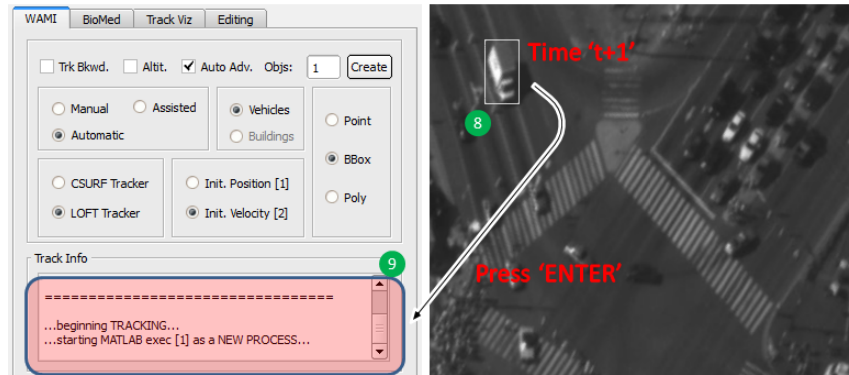 WAMI BioMed Track Viz Editing
Trk Bkwd. Altit. Auto Adv. Objs: 1 Create
Manual Assisted
Automatic
Vehicles
Buildings
Point
BBox
Poly
CSURF Tracker
LOFT Tracker
Init. Position [1]
Init. Velocity [2]
Track Info
9
==================================
...beginning TRACKING...
...starting MATLAB exec [1] as a NEW PROCESS...
Time 't+1'
8
Press 'ENTER'